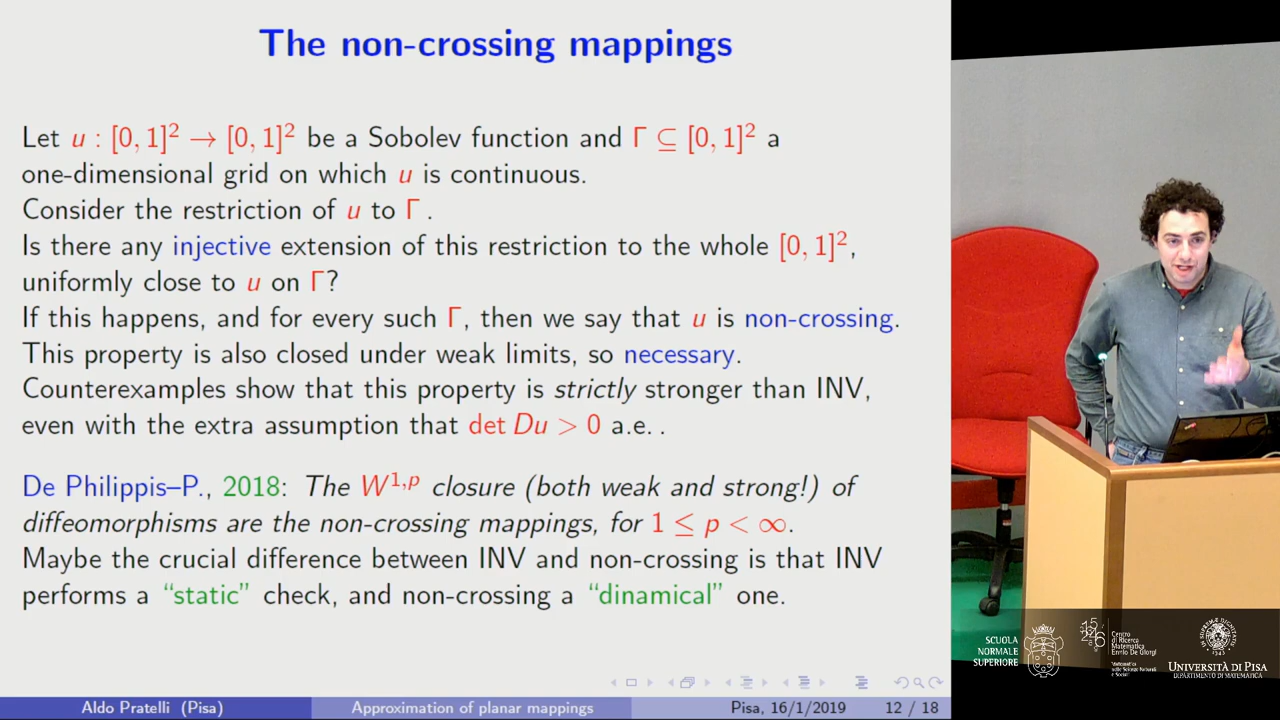 The non-crossing mappings
Let u : [0, 1]² → [0, 1]² be a Sobolev function and Γ ⊆ [0, 1]² a
one-dimensional grid on which u is continuous.
Consider the restriction of u to Γ .
Is there any injective extension of this restriction to the whole [0, 1]²,
uniformly close to u on Γ?
If this happens, and for every such Γ, then we say that u is non-crossing.
This property is also closed under weak limits, so necessary.
Counterexamples show that this property is strictly stronger than INV,
even with the extra assumption that det Du > 0 a.e. .
De Philippis–P., 2018: The W^{1,p} closure (both weak and strong!) of
diffeomorphisms are the non-crossing mappings, for 1 ≤ p < ∞.
Maybe the crucial difference between INV and non-crossing is that INV
performs a “static” check, and non-crossing a “dinamical” one.
Aldo Pratelli (Pisa)
Approximation of planar mappings
Pisa, 16/1/2019
12 / 18
SCUOLA
NORMALE
SUPERIORE
Centro
di Ricerca
Matematica
Ennio De Giorgi
UNIVERSITÀ DI PISA
DIPARTIMENTO DI MATEMATICA